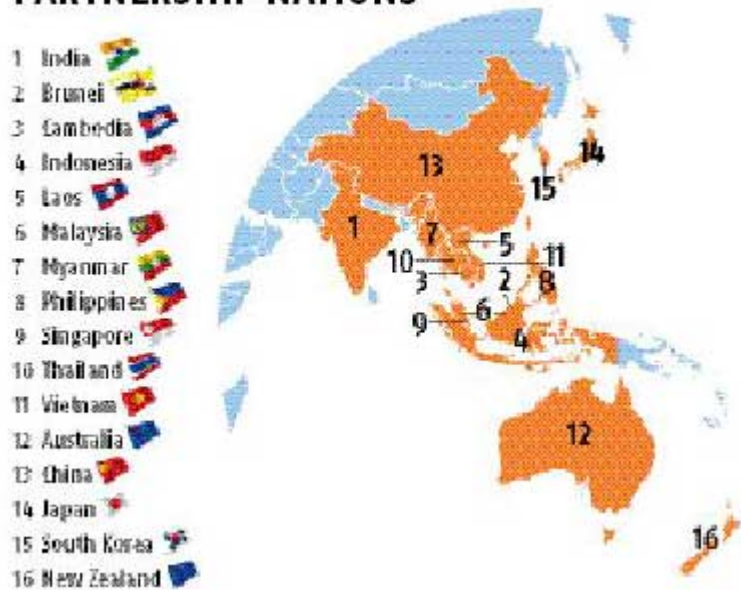 PARTNERSHIP NATIONS
1 India
2 Brunei
3 Cambodia
4 Indonesia
5 Laos
6 Malaysia
7 Myanmar
8 Philippines
9 Singapore
10 Thailand
11 Vietnam
12 Australia
13 China
14 Japan
15 South Korea
16 New Zealand
13
14
15
1
7
5
10
11
3
2
8
6
9
4
12
16